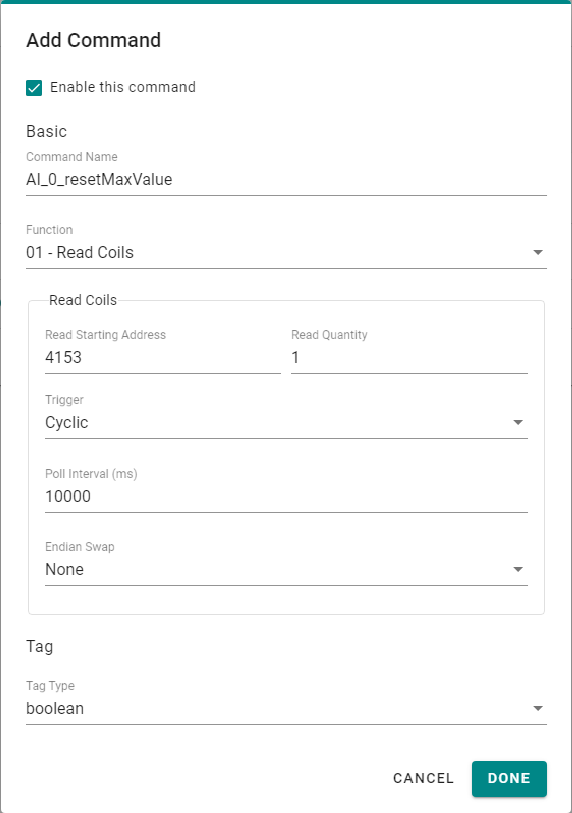 Add Command
Enable this command
Basic
Command Name
AI_0_resetMaxValue
Function
01 - Read Coils
Read Coils
Read Starting Address Read Quantity
4153 1
Trigger
Cyclic
Poll Interval (ms)
10000
Endian Swap
None
Tag
Tag Type
boolean
CANCEL DONE